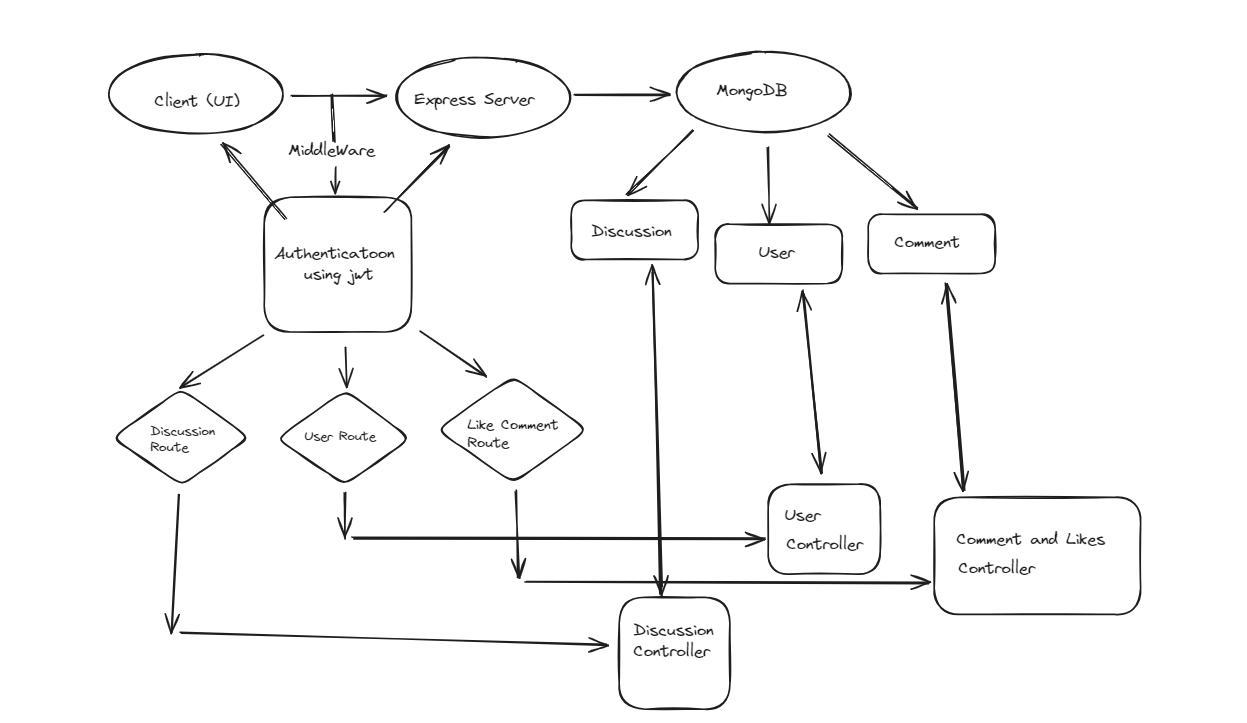 Client (UI)
Express Server
MongoDB
MiddleWare
Authenticatoon
using jwt
Discussion
User
Comment
Discussion
Route
User Route
Like Comment
Route
User
Controller
Comment and Likes
Controller
Discussion
Controller